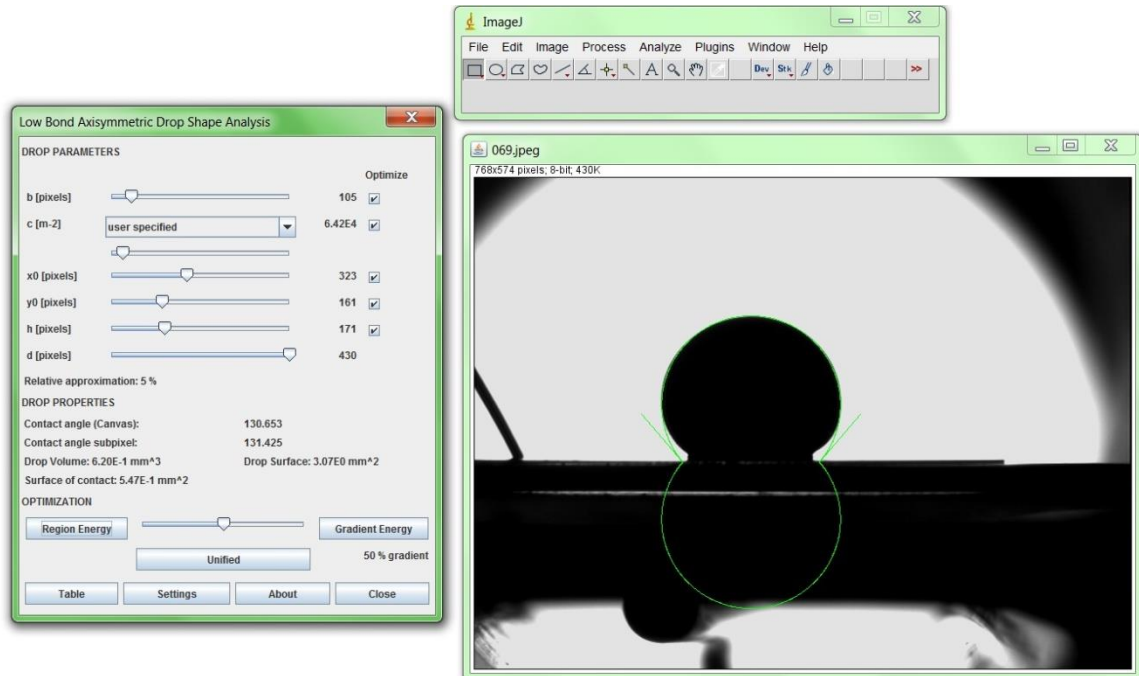 ImageJ
File Edit Image Process Analyze Plugins Window Help
A Dev Stk >>
Low Bond Axisymmetric Drop Shape Analysis
DROP PARAMETERS
Optimize
b [pixels] 105
c [m-2] user specified 6.42E4
x0 [pixels] 323
y0 [pixels] 161
h [pixels] 171
d [pixels] 430
Relative approximation: 5 %
DROP PROPERTIES
Contact angle (Canvas): 130.653
Contact angle subpixel: 131.425
Drop Volume: 6.20E-1 mm^3 Drop Surface: 3.07E0 mm^2
Surface of contact: 5.47E-1 mm^2
OPTIMIZATION
Region Energy Gradient Energy
Unified 50 % gradient
Table Settings About Close
069.jpeg
768x574 pixels; 8-bit; 430K